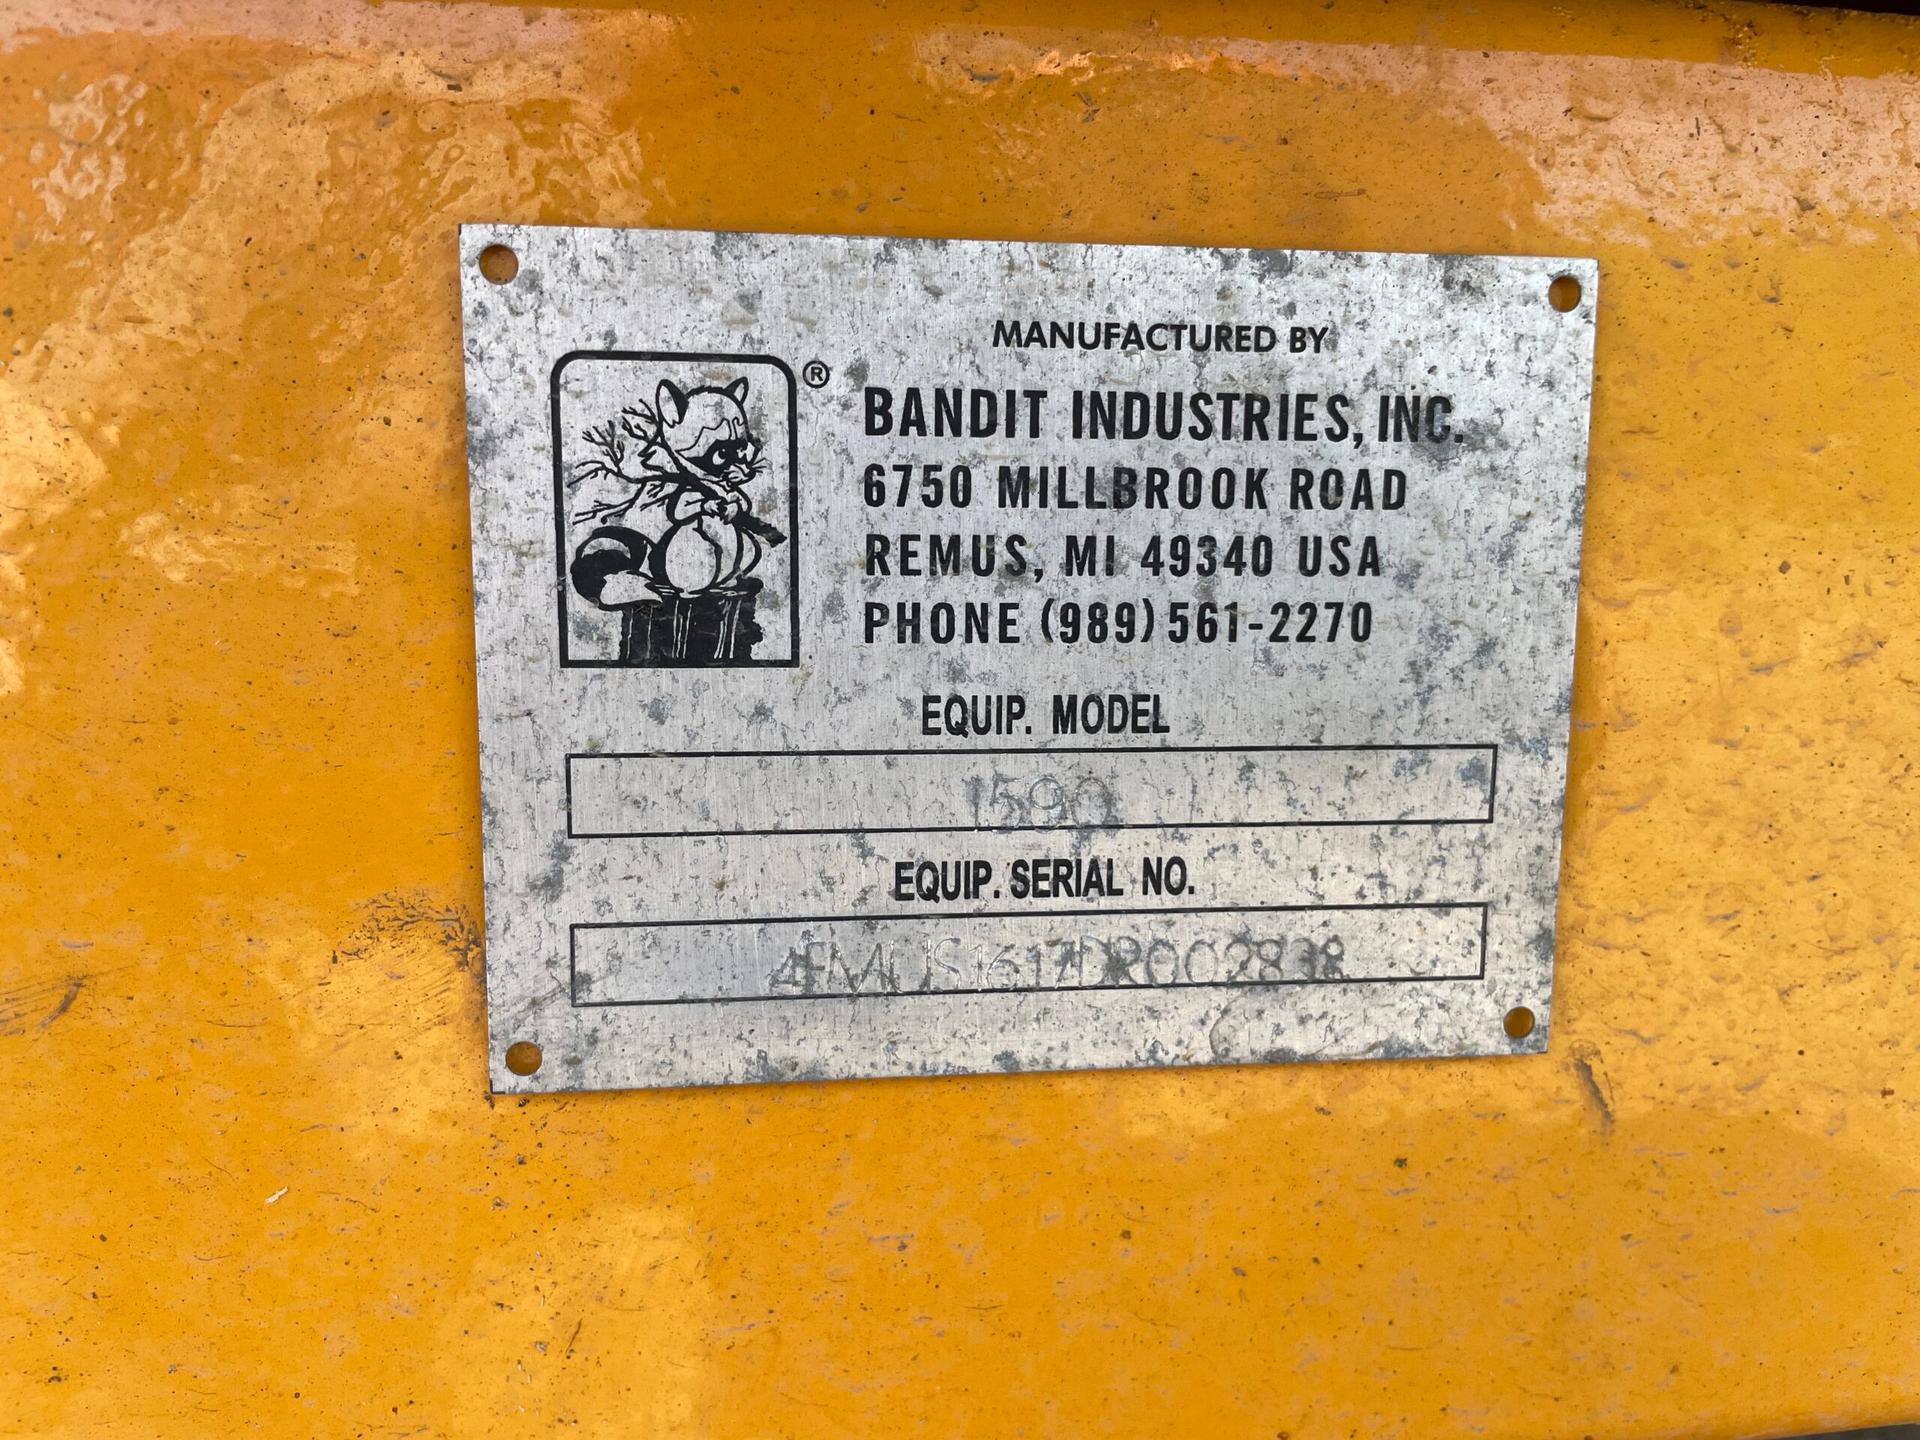 MANUFACTURED BY
®
BANDIT INDUSTRIES, INC.
6750 MILLBROOK ROAD
REMUS, MI 49340 USA
PHONE (989) 561-2270
EQUIP. MODEL
1590
EQUIP. SERIAL NO.
4FMUS1617DR002838